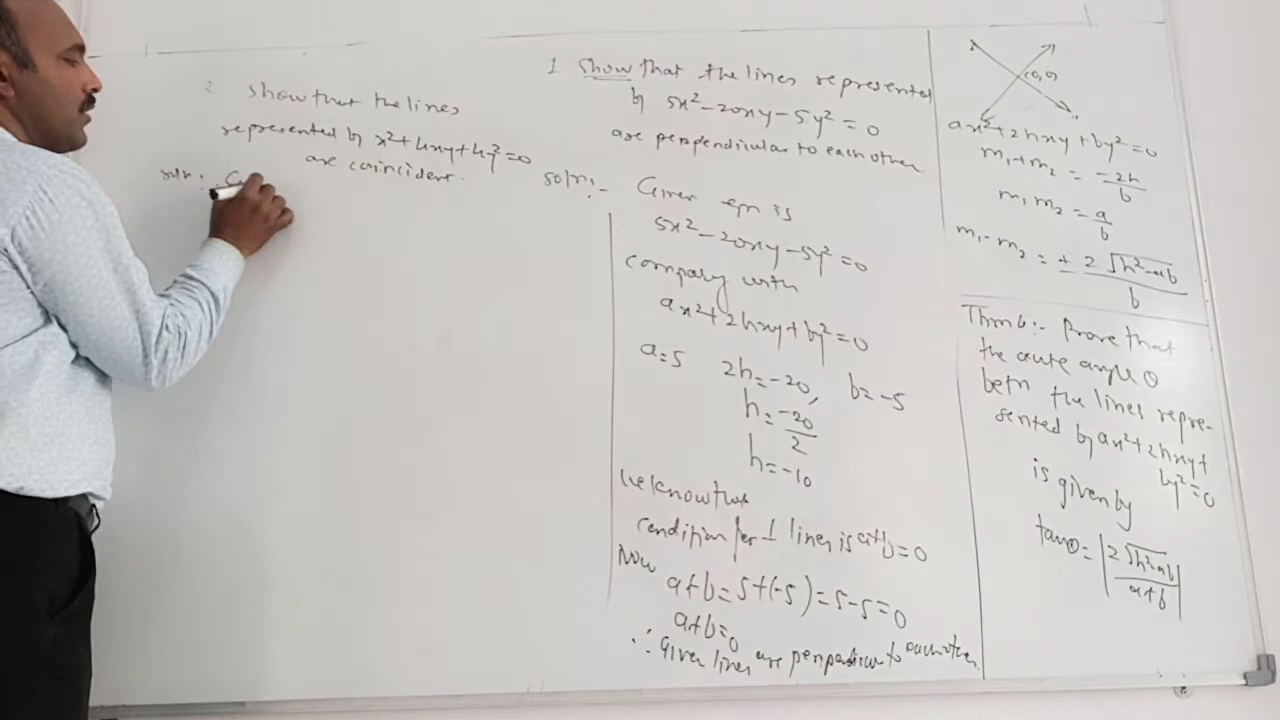 2 Show that the lines
represented by x²+4xy+4y²=0
are coincident.
soln:
1 Show that the lines represented
by 5x²-20xy-5y²=0
are perpendicular to each other
soln:- Given eqn is
5x²-20xy-5y²=0
compary with
ax²+2hxy+by²=0
a=5 2h=-20, b=-5
h=-20/2
h=-10
We know that
condition for ⊥ lines is a+b=0
Now
a+b=5+(-5)=5-5=0
a+b=0
∴ Given lines are perpendicular to each other
(0,0)
ax²+2hxy+by²=0
m₁+m₂ = -2h/b
m₁m₂ = a/b
m₁-m₂ = ± 2√h²-ab/b
Thm 6:- Prove that
the acute angle θ
betn the lines repre-
sented by ax²+2hxy+
by²=0
is given by
tanθ = |2√h²-ab/a+b|